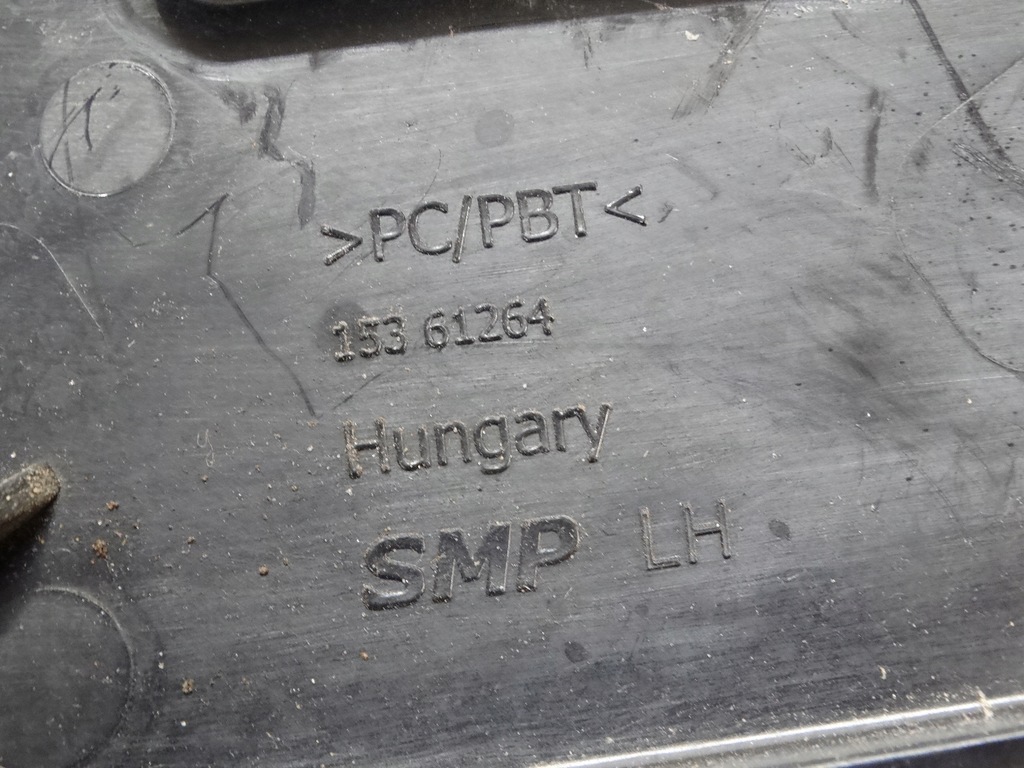 >PC/PBT<
153 61264
Hungary
SMP LH